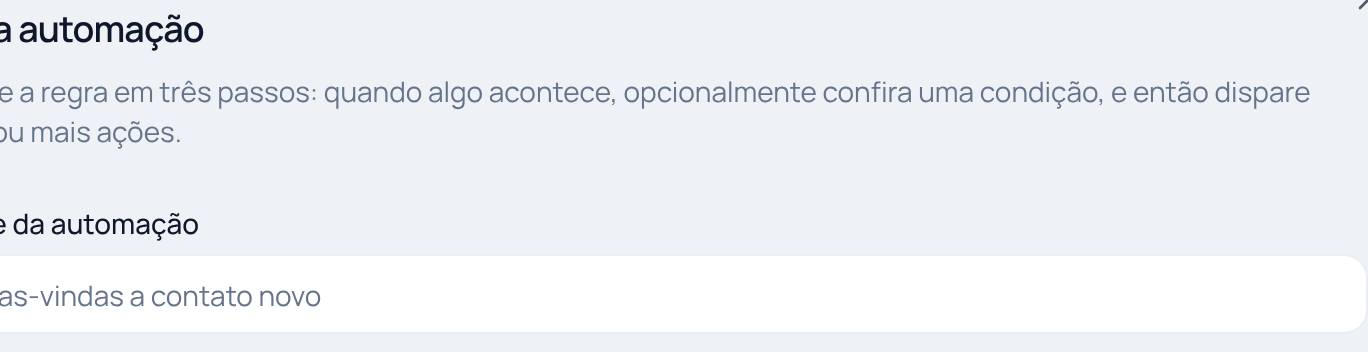 a automação
e a regra em três passos: quando algo acontece, opcionalmente confira uma condição, e então dispare
ou mais ações.
e da automação
as-vindas a contato novo